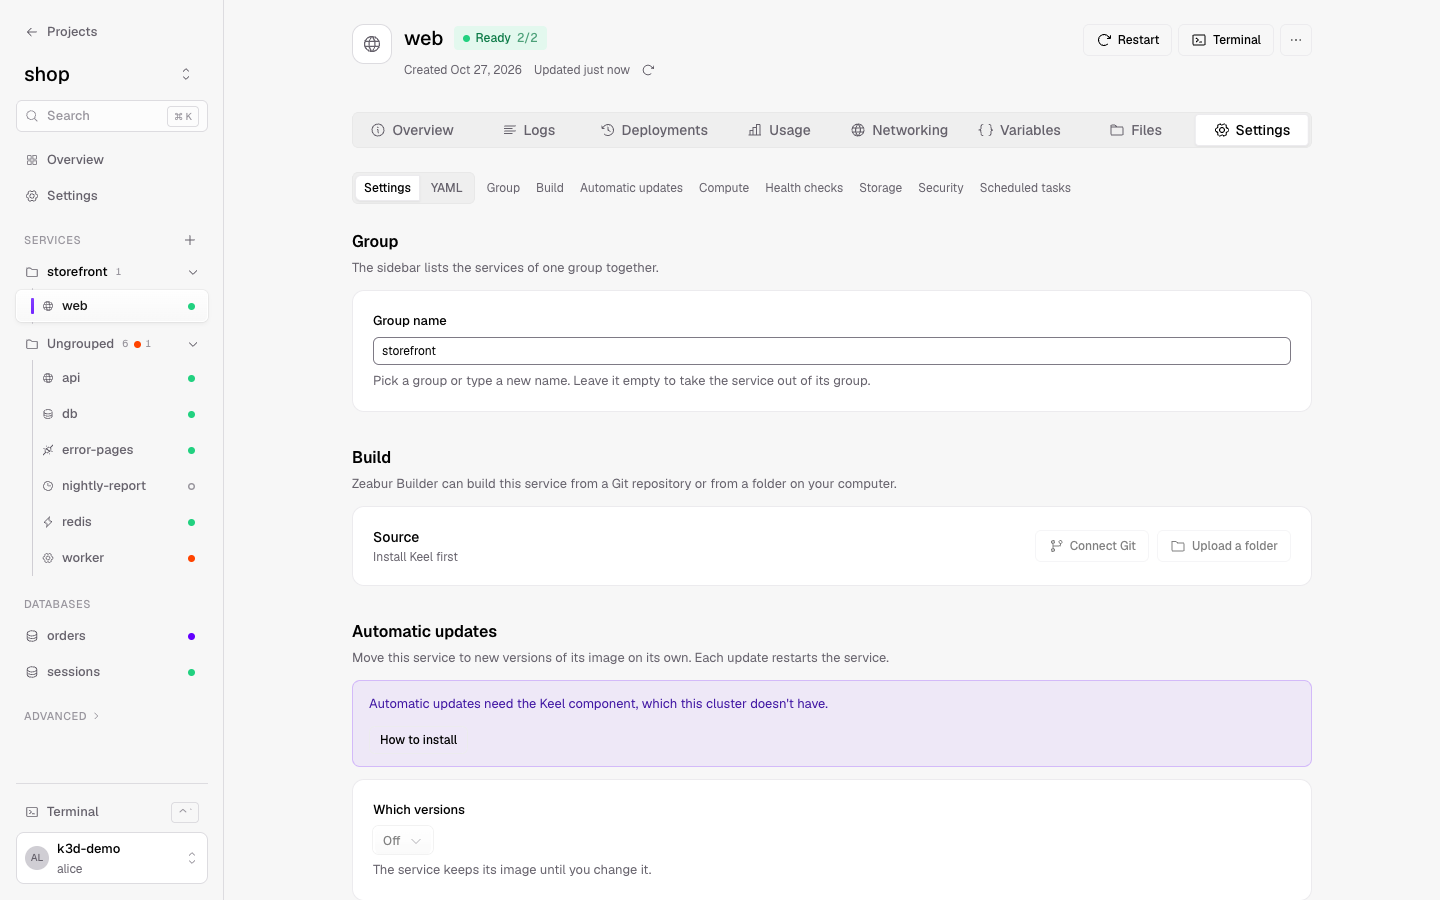 Projects
shop
Search
⌘ K
Overview
Settings
SERVICES
storefront 1
web
Ungrouped 6 1
api
db
error-pages
nightly-report
redis
worker
DATABASES
orders
sessions
ADVANCED
Terminal
^ `
AL
k3d-demo
alice
web
Ready 2/2
Created Oct 27, 2026 Updated just now
Restart
Terminal
Overview
Logs
Deployments
Usage
Networking
Variables
Files
Settings
Settings
YAML
Group
Build
Automatic updates
Compute
Health checks
Storage
Security
Scheduled tasks
Group
The sidebar lists the services of one group together.
Group name
storefront
Pick a group or type a new name. Leave it empty to take the service out of its group.
Build
Zeabur Builder can build this service from a Git repository or from a folder on your computer.
Source
Install Keel first
Connect Git
Upload a folder
Automatic updates
Move this service to new versions of its image on its own. Each update restarts the service.
Automatic updates need the Keel component, which this cluster doesn't have.
How to install
Which versions
Off
The service keeps its image until you change it.